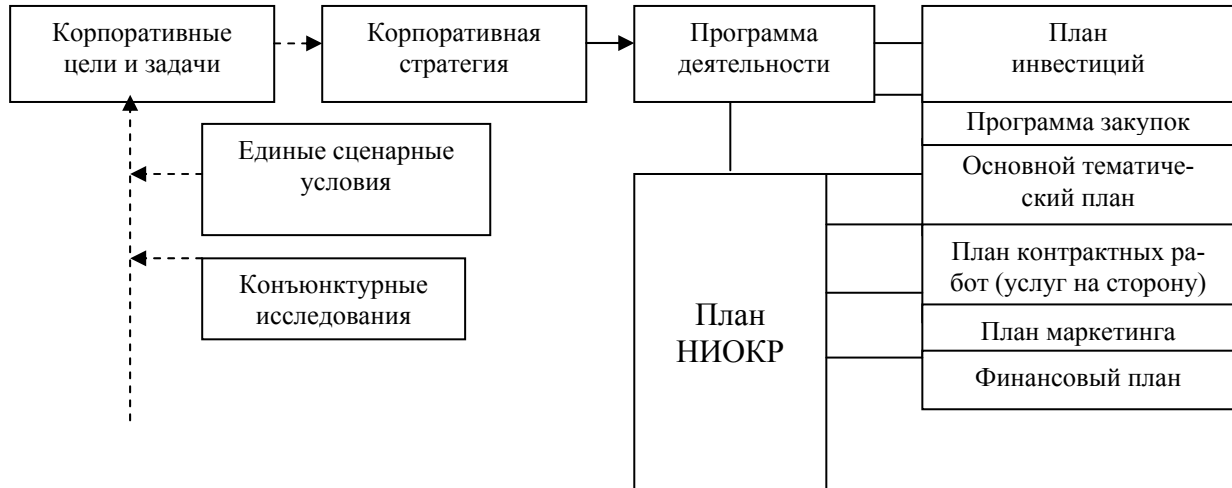 Корпоративные
цели и задачи
Корпоративная
стратегия
Программа
деятельности
План
инвестиций
Программа закупок
Единые сценарные
условия
Основной тематиче-
ский план
План контрактных ра-
бот (услуг на сторону)
Конъюнктурные
исследования
План
НИОКР
План маркетинга
Финансовый план